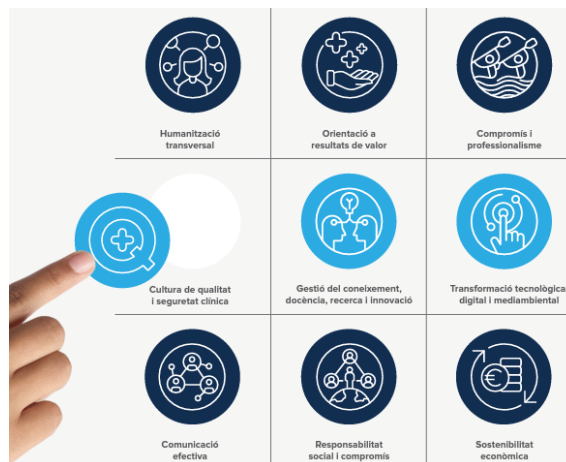 Humanització
transversal
Orientació a
resultats de valor
Compromís i
professionalisme
Cultura de qualitat
i seguretat clínica
Gestió del coneixement,
docència, recerca i innovació
Transformació tecnològica
digital i mediambiental
Comunicació
efectiva
Responsabilitat
social i compromís
Sostenibilitat
econòmica